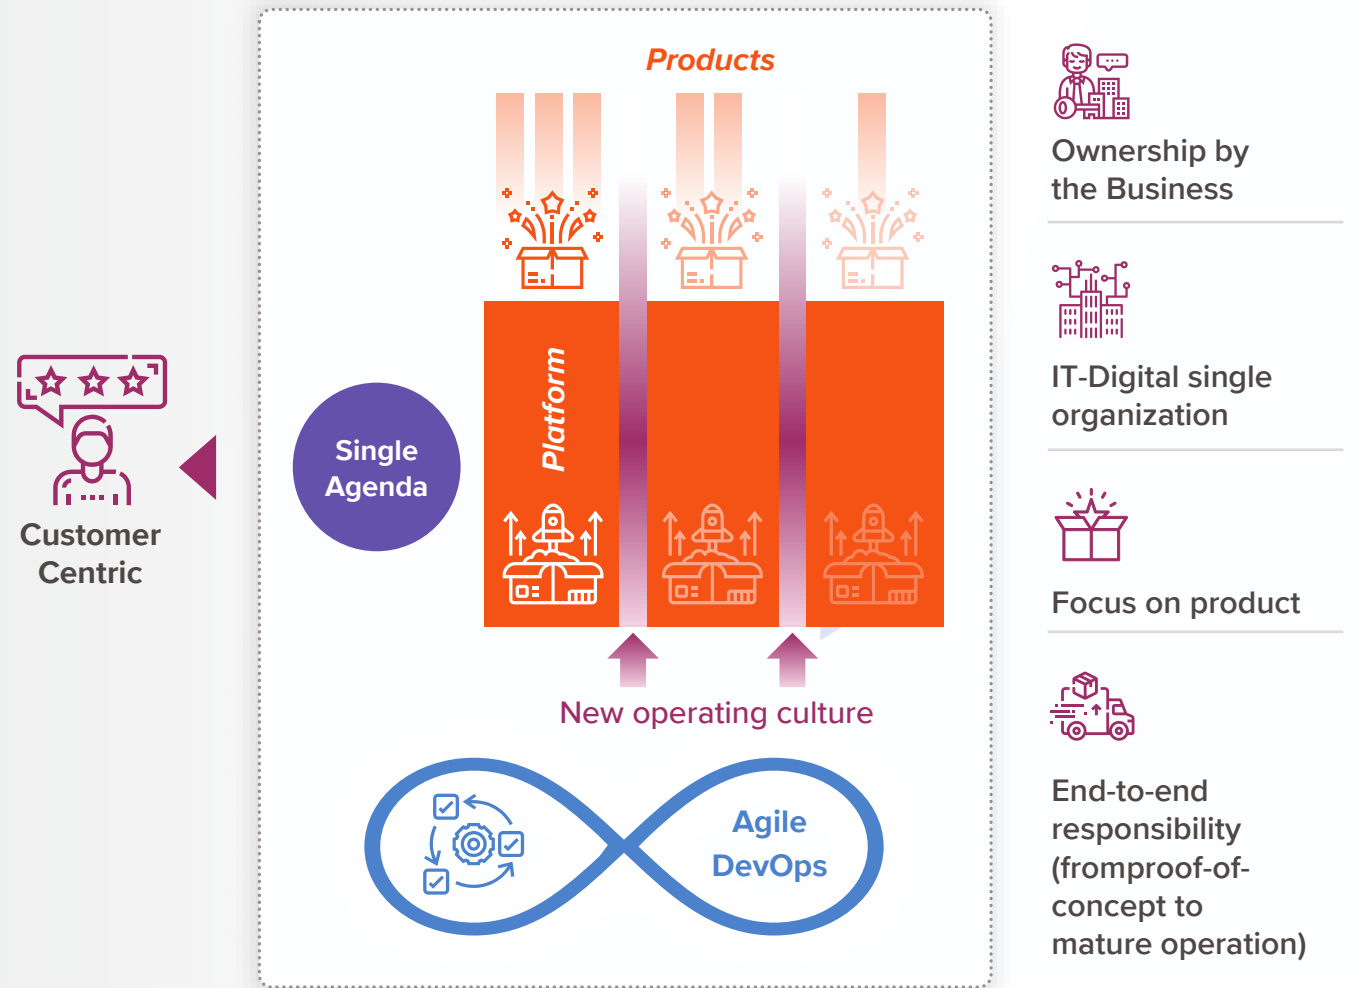 Products
Platform
Single
Agenda
Customer
Centric
New operating culture
Agile
DevOps
Ownership by
the Business
IT-Digital single
organization
Focus on product
End-to-end
responsibility
(fromproof-of-
concept to
mature operation)